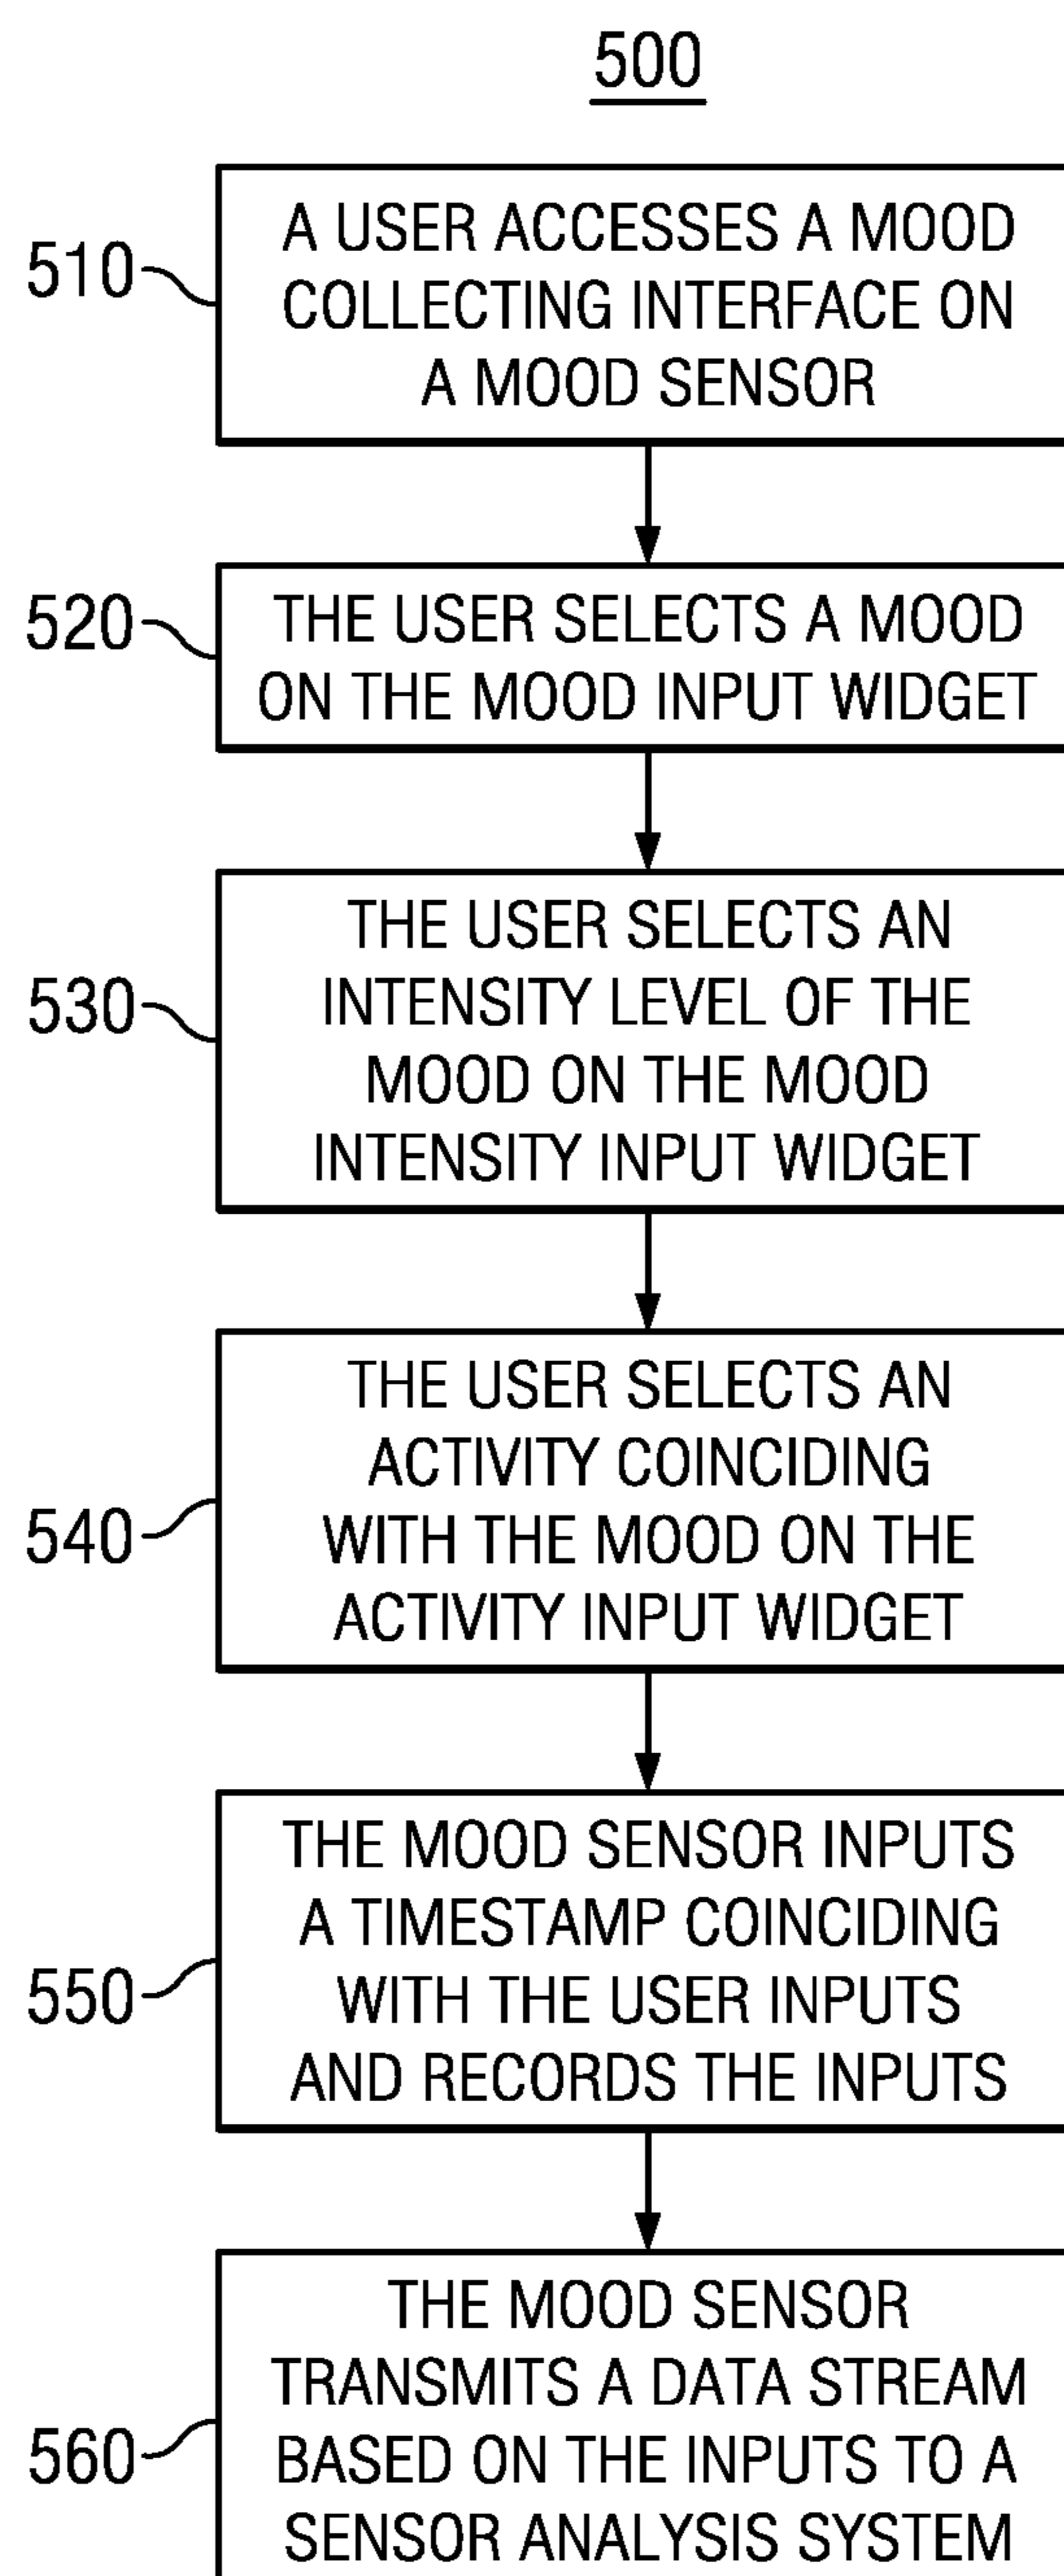 500
510
A USER ACCESSES A MOOD
COLLECTING INTERFACE ON
A MOOD SENSOR
520
THE USER SELECTS A MOOD
ON THE MOOD INPUT WIDGET
530
THE USER SELECTS AN
INTENSITY LEVEL OF THE
MOOD ON THE MOOD
INTENSITY INPUT WIDGET
540
THE USER SELECTS AN
ACTIVITY COINCIDING
WITH THE MOOD ON THE
ACTIVITY INPUT WIDGET
550
THE MOOD SENSOR INPUTS
A TIMESTAMP COINCIDING
WITH THE USER INPUTS
AND RECORDS THE INPUTS
560
THE MOOD SENSOR
TRANSMITS A DATA STREAM
BASED ON THE INPUTS TO A
SENSOR ANALYSIS SYSTEM